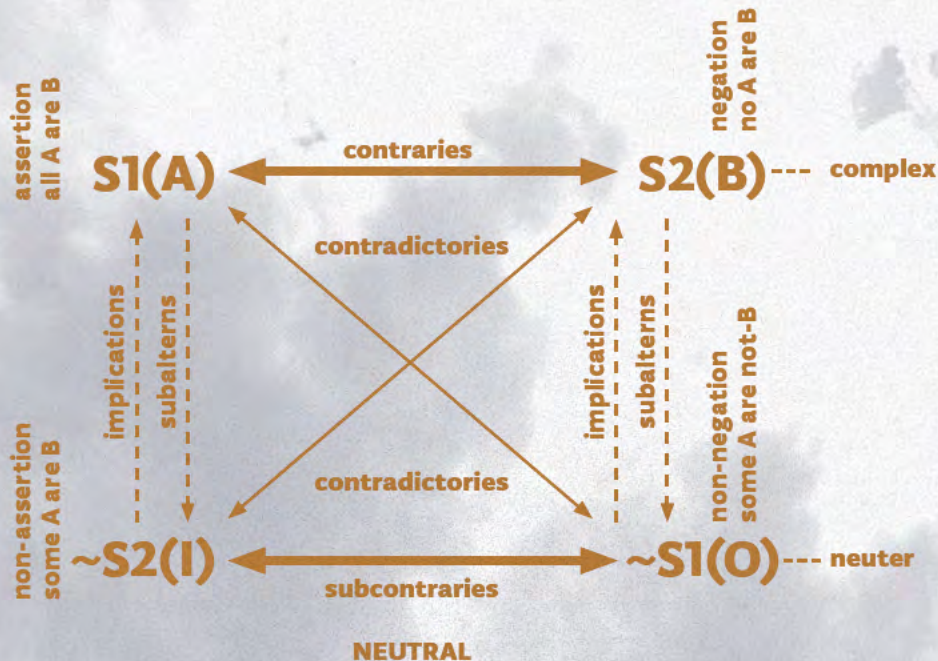 assertion
all A are B
negation
no A are B
S1(A)
contraries
S2(B)
--- complex
contradictories
implications
subalterns
implications
subalterns
non-assertion
some A are B
non-negation
some A are not-B
contradictories
~S2(I)
~S1(O)
--- neuter
subcontraries
NEUTRAL